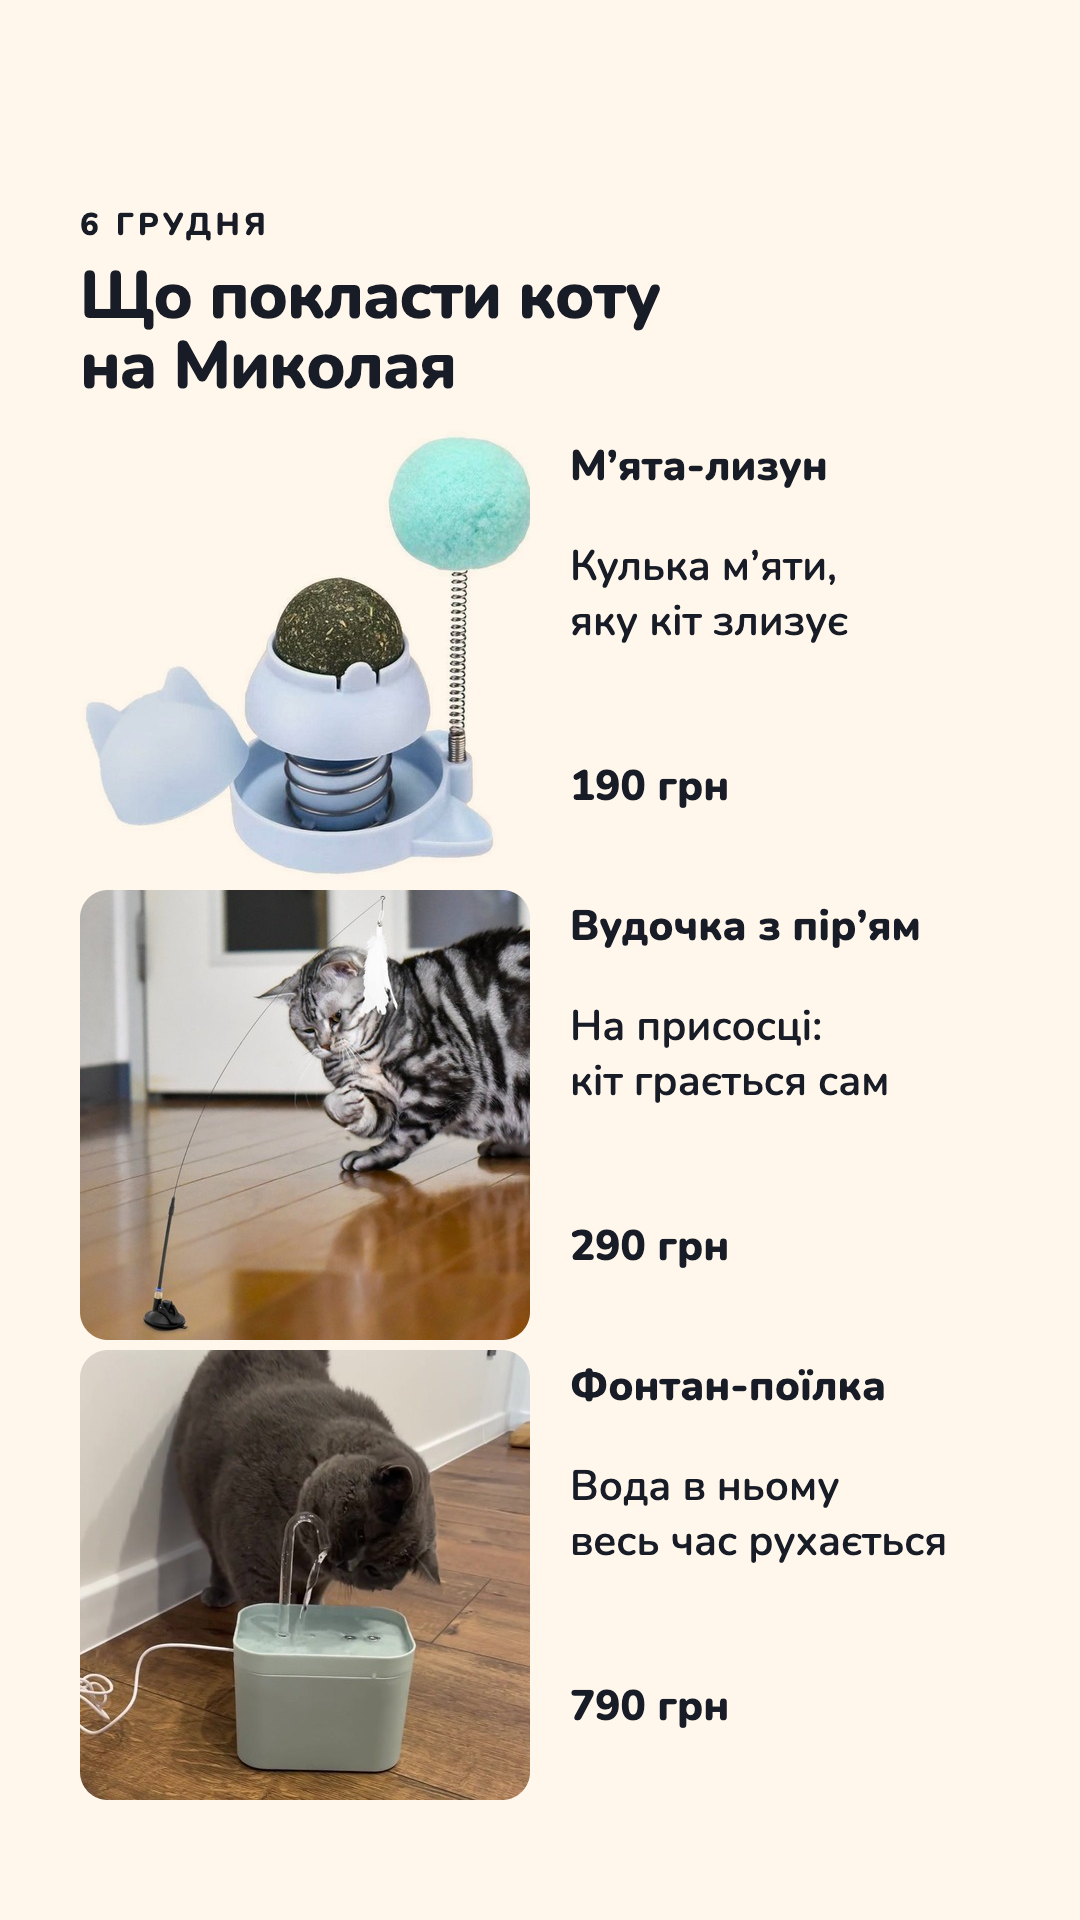 6 ГРУДНЯ
Що покласти коту
на Миколая
М’ята-лизун
Кулька м’яти,
яку кіт злизує
190 грн
Вудочка з пір’ям
На присосці:
кіт грається сам
290 грн
Фонтан-поїлка
Вода в ньому
весь час рухається
790 грн